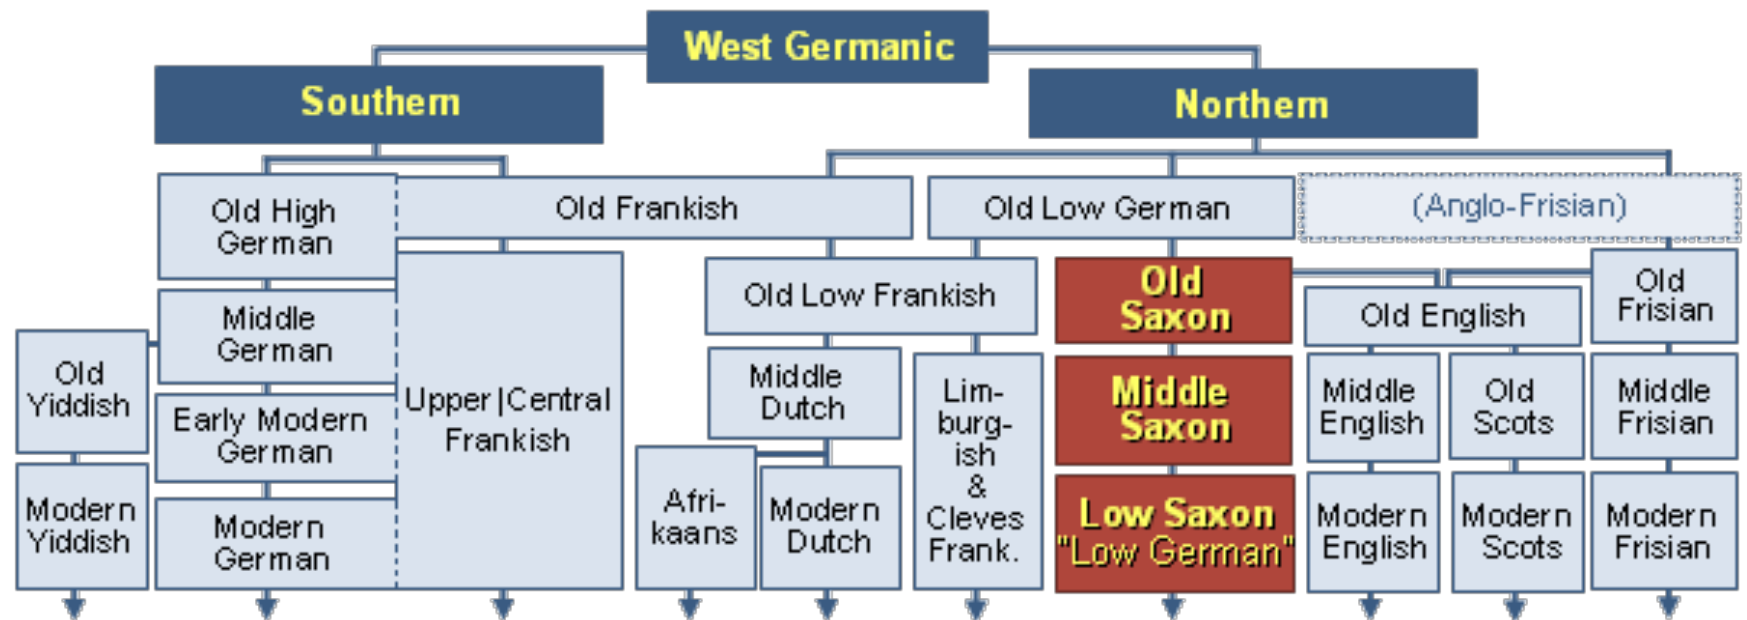 West Germanic
Southern
Northern
Old High
German
Old Frankish
Old Low German
(Anglo-Frisian)
Middle
German
Old Low Frankish
Old
Saxon
Old English
Old
Frisian
Old
Yiddish
Early Modern
German
Upper|Central
Frankish
Middle
Dutch
Lim-
burg-
ish
&
Cleves
Frank.
Middle
Saxon
Middle
English
Old
Scots
Middle
Frisian
Modern
Yiddish
Modern
German
Afri-
kaans
Modern
Dutch
Low Saxon
"Low German"
Modern
English
Modern
Scots
Modern
Frisian